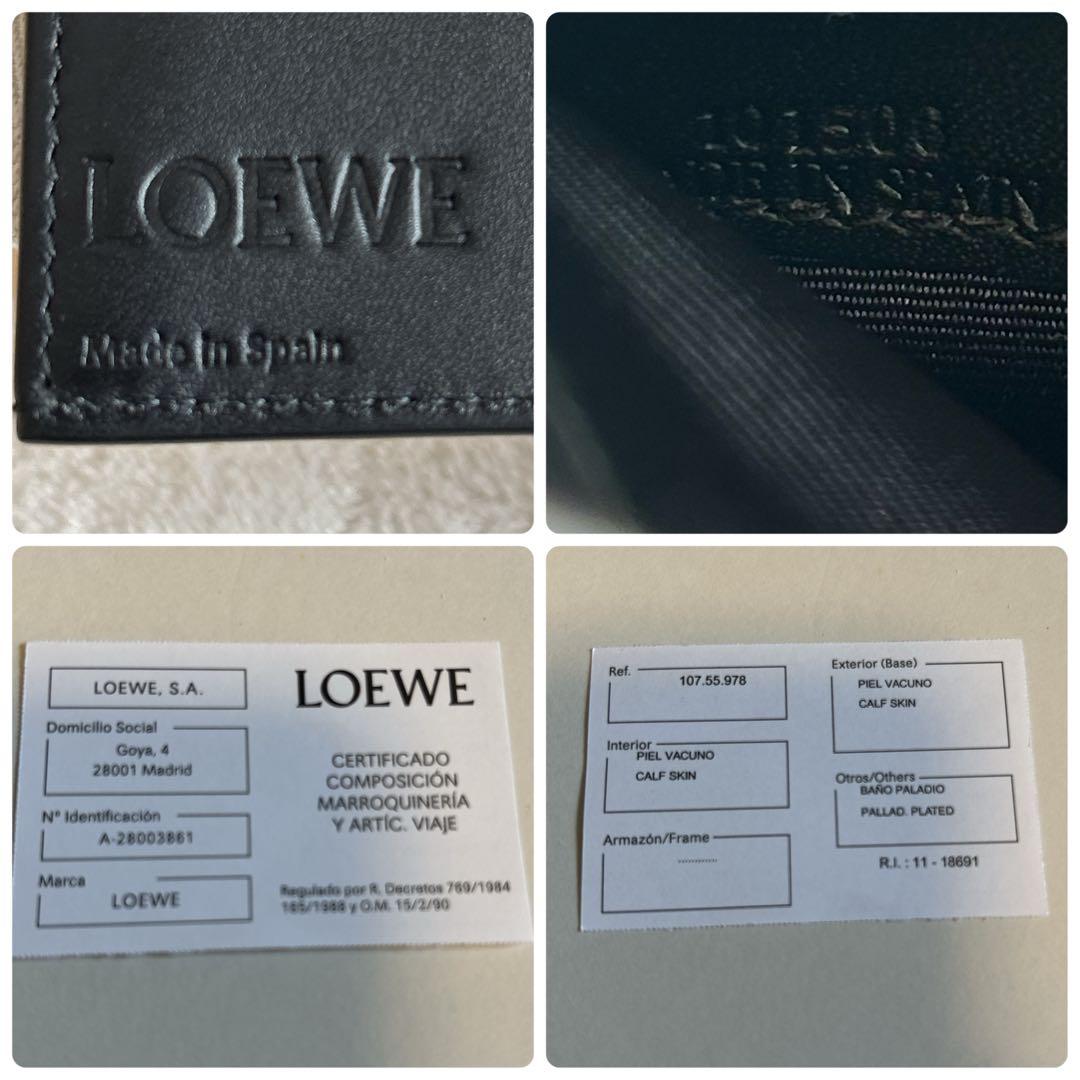 LOEWE
Made in Spain
LOEWE, S.A.
LOEWE
Domicilio Social
Goya, 4
28001 Madrid
CERTIFICADO
COMPOSICIÓN
MARROQUINERÍA
Y ARTÍC. VIAJE
N° Identificación
A-28003861
Marca
LOEWE
Regulado por R. Decretos 769/1984
165/1988 y O.M. 15/2/90
Ref.
107.55.978
Exterior (Base)
PIEL VACUNO
CALF SKIN
Interior
PIEL VACUNO
CALF SKIN
Otros/Others
BAÑO PALADIO
PALLAD. PLATED
Armazón/Frame
R.I. : 11 - 18691